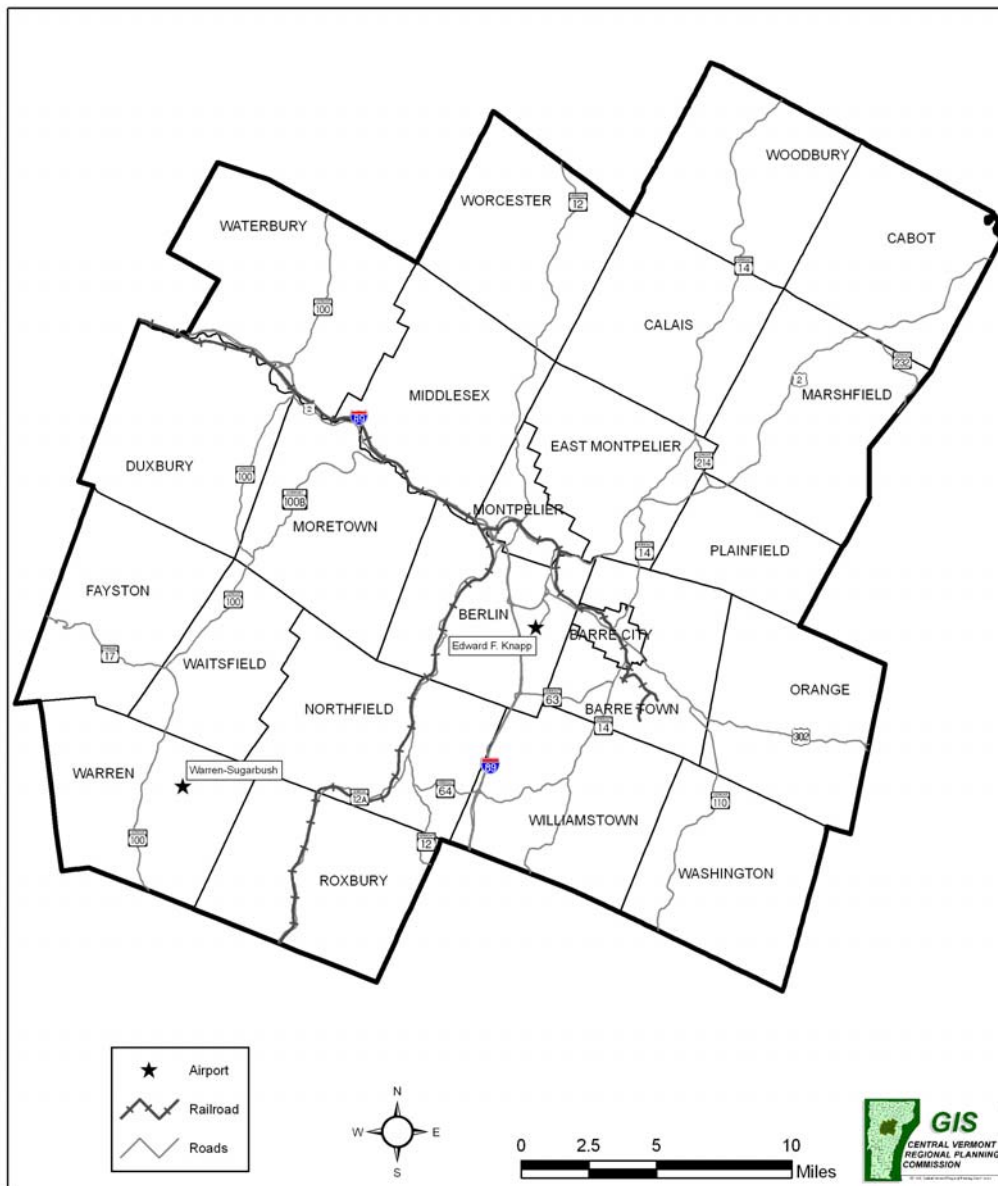 WOODBURY
WORCESTER
12
WATERBURY
CABOT
14
100
CALAIS
232
2
MARSHFIELD
MIDDLESEX
2
89
EAST MONTPELIER
214
DUXBURY
100
100B
MONTPELIER
MORETOWN
14
PLAINFIELD
FAYSTON
100
BERLIN
BARRE CITY
Edward F. Knapp
17
WAITSFIELD
ORANGE
63
NORTHFIELD
BARRE TOWN
14
302
89
Warren-Sugarbush
WARREN
64
12A
110
WILLIAMSTOWN
100
12
WASHINGTON
ROXBURY
Airport
Railroad
Roads
N
W
E
S
0
2.5
5
10
Miles
GIS
CENTRAL VERMONT
REGIONAL PLANNING
COMMISSION